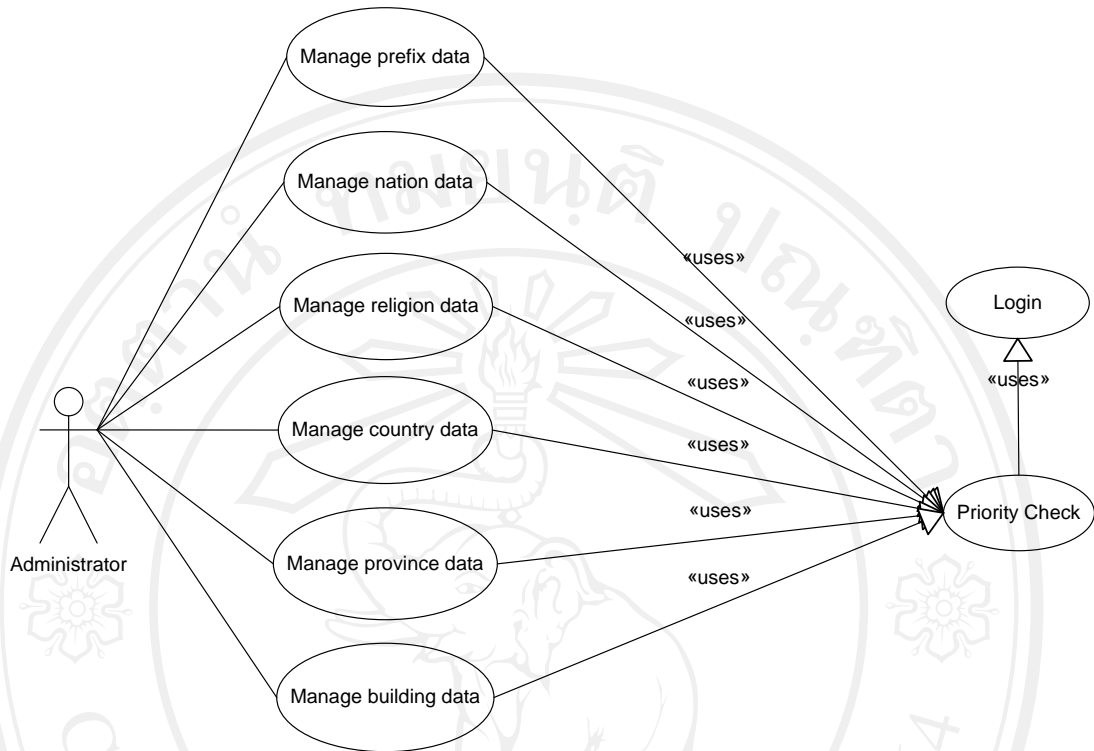 Manage prefix data
Manage nation data
«uses»
Manage religion data
Login
«uses»
«uses»
«uses»
Manage country data
«uses»
Priority Check
«uses»
Administrator
Manage province data
«uses»
Manage building data